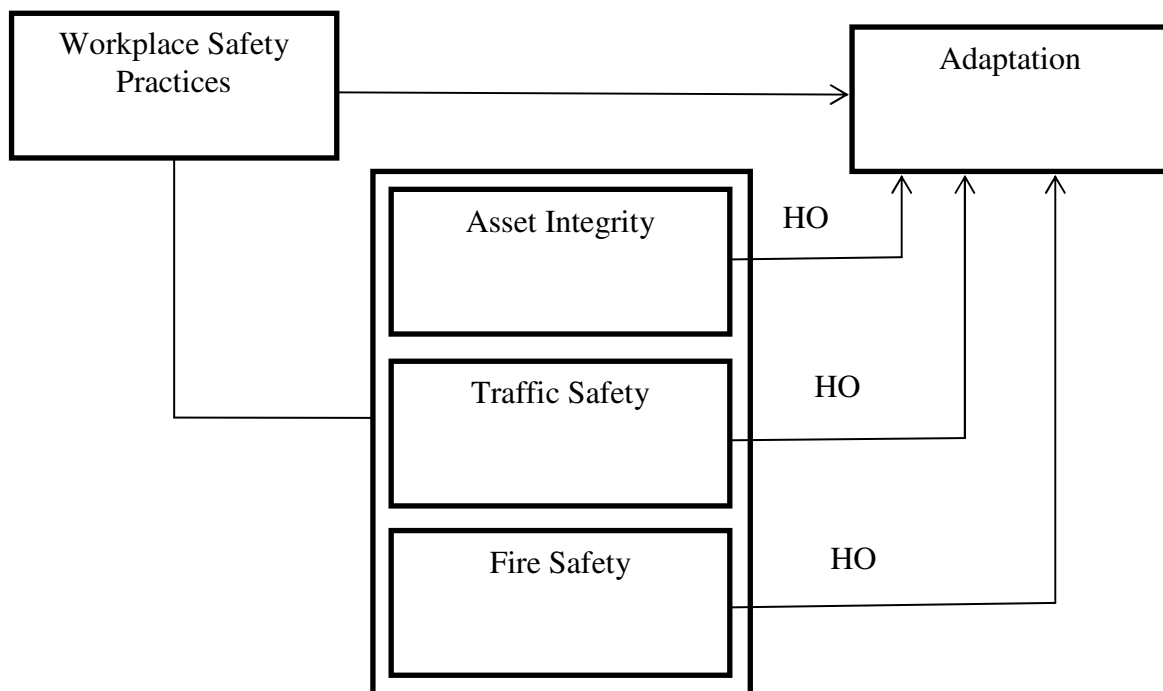 Workplace Safety
Practices
Adaptation
Asset Integrity
HO
Traffic Safety
HO
Fire Safety
HO